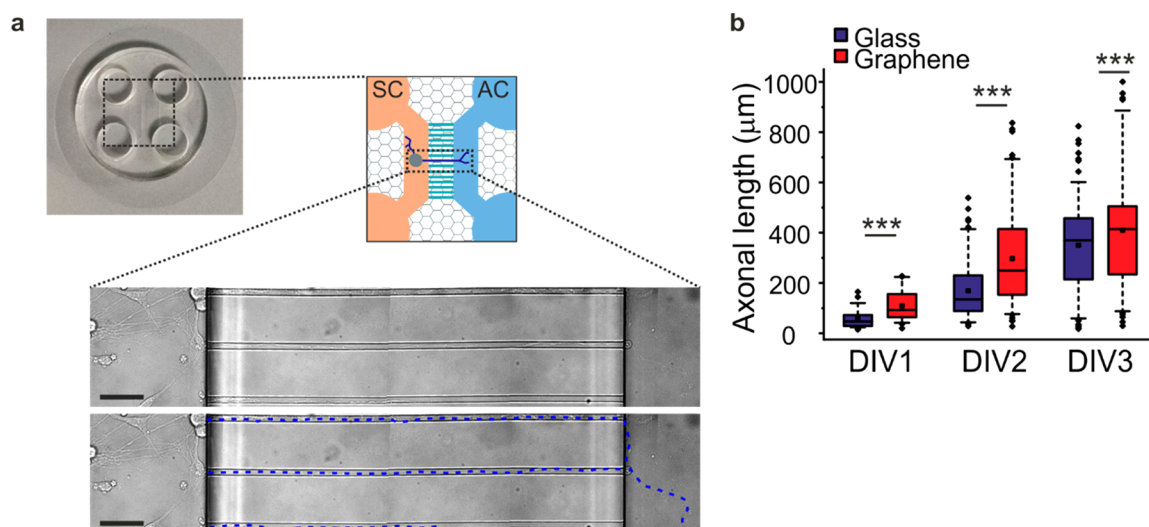 a
SC AC
b
Glass
Graphene
Axonal length (μm)
1000
800
600
400
200
0
***
***
***
DIV1 DIV2 DIV3